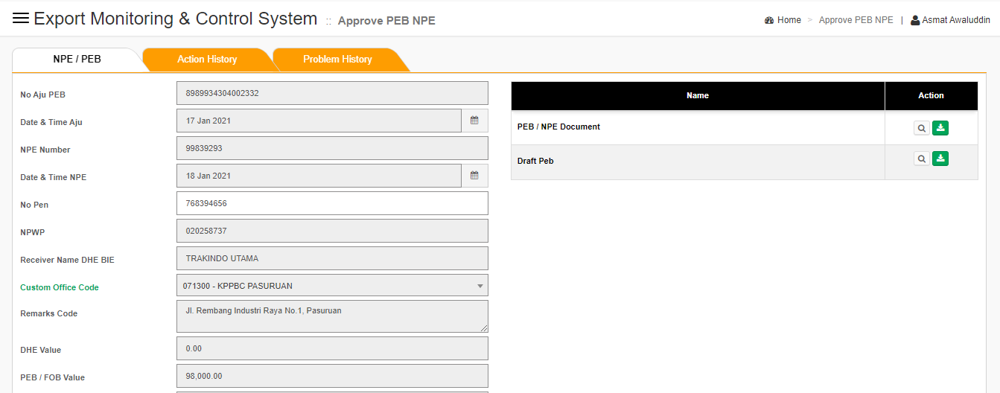 Export Monitoring & Control System :: Approve PEB NPE
Home > Approve PEB NPE | Asmat Awaluddin
NPE / PEB Action History Problem History
No Aju PEB 8989934304002332
Date & Time Aju 17 Jan 2021
NPE Number 99839293
Date & Time NPE 18 Jan 2021
No Pen 768394656
NPWP 020258737
Receiver Name DHE BIE TRAKINDO UTAMA
Custom Office Code 071300 - KPPBC PASURUAN
Remarks Code Jl. Rembang Industri Raya No.1, Pasuruan
DHE Value 0.00
PEB / FOB Value 98,000.00
Name Action
PEB / NPE Document
Draft Peb